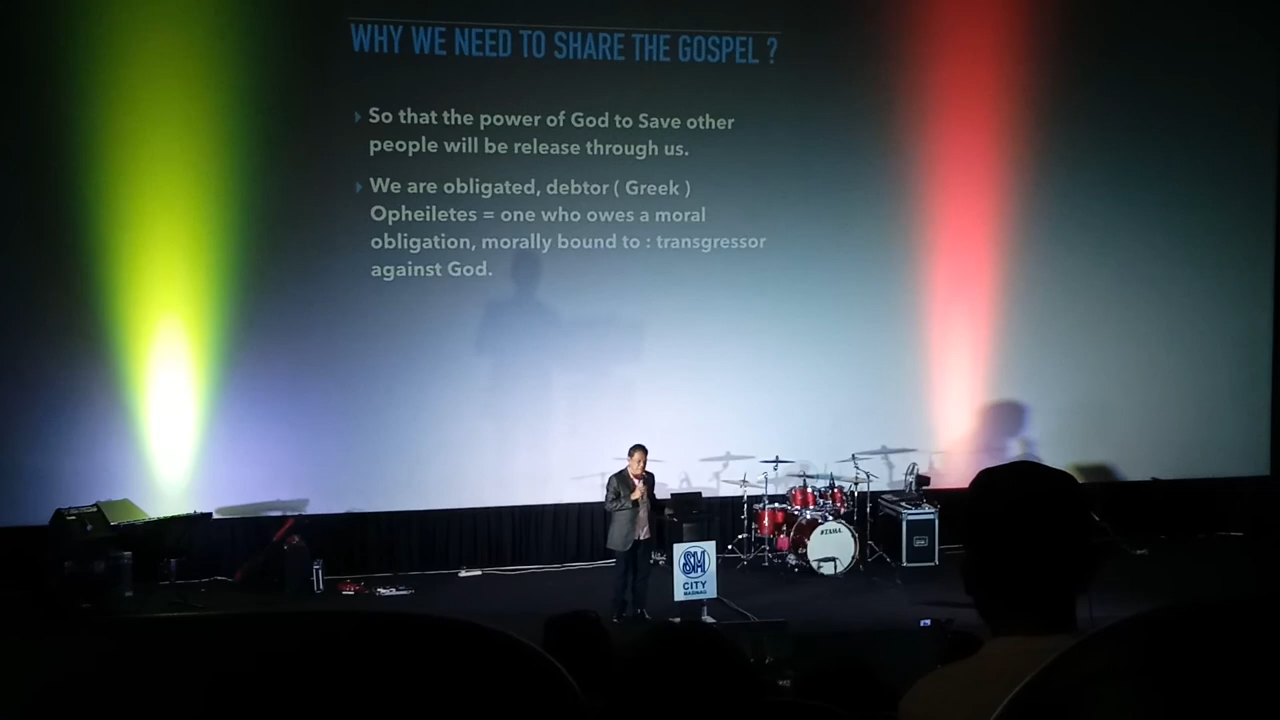 WHY WE NEED TO SHARE THE GOSPEL ?
So that the power of God to Save other
people will be release through us.
We are obligated, debtor ( Greek )
Opheiletes = one who owes a moral
obligation, morally bound to : transgressor
against God.
TAMA
SM
CITY
MASINAG